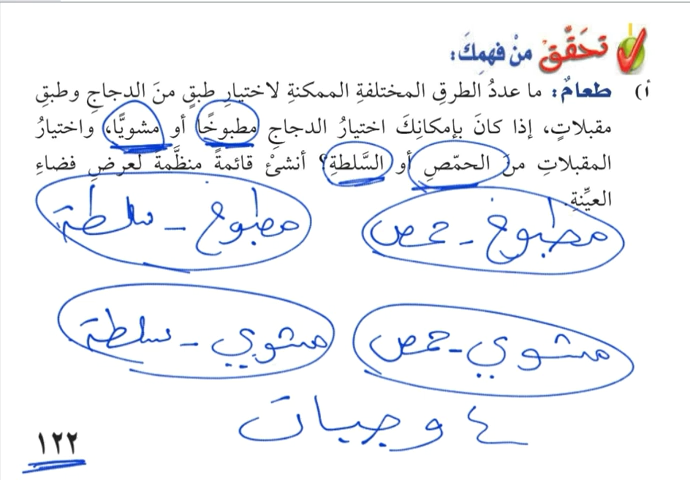 تحقَّقْ منْ فهمِكَ:
أ) طعامٌ: ما عددُ الطرقِ المختلفةِ الممكنةِ لاختيارِ طبقٍ منَ الدجاجِ وطبقِ
مقبلاتٍ، إذا كانَ بإمكانِكَ اختيارُ الدجاجِ مطبوخًا أو مشويًّا، واختيارُ
المقبلاتِ منَ الحمّصِ أو السَّلطةِ؟ أنشئْ قائمةً منظَّمةً لعرضِ فضاءِ
العيِّنةِ.
مطبوخ - حمص مطبوخ - سلطة
مشوي - حمص مشوي - سلطة
٤ وجبات
١٢٢